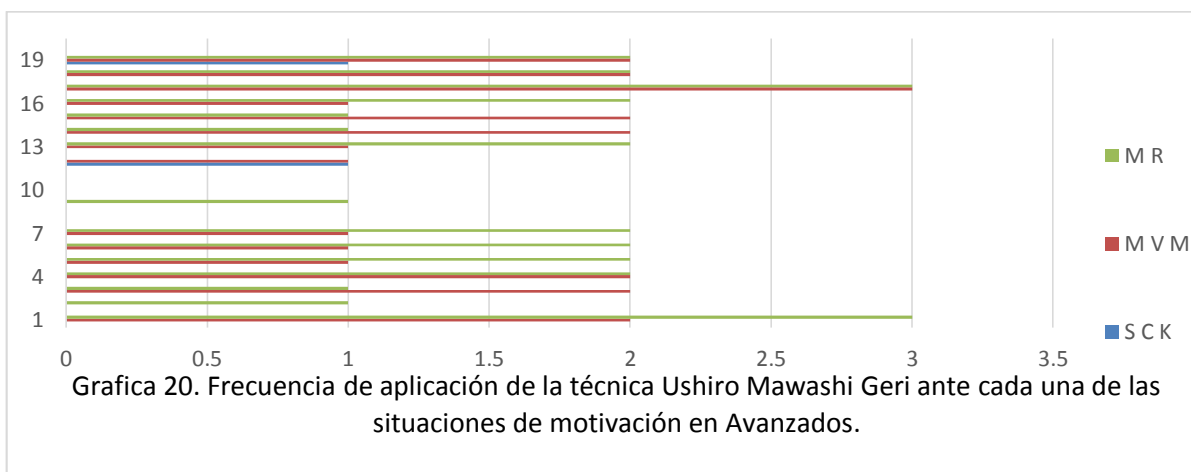 19
16
13
10
7
4
1
0 0.5 1 1.5 2 2.5 3 3.5
M R
M V M
S C K
Grafica 20. Frecuencia de aplicación de la técnica Ushiro Mawashi Geri ante cada una de las
situaciones de motivación en Avanzados.